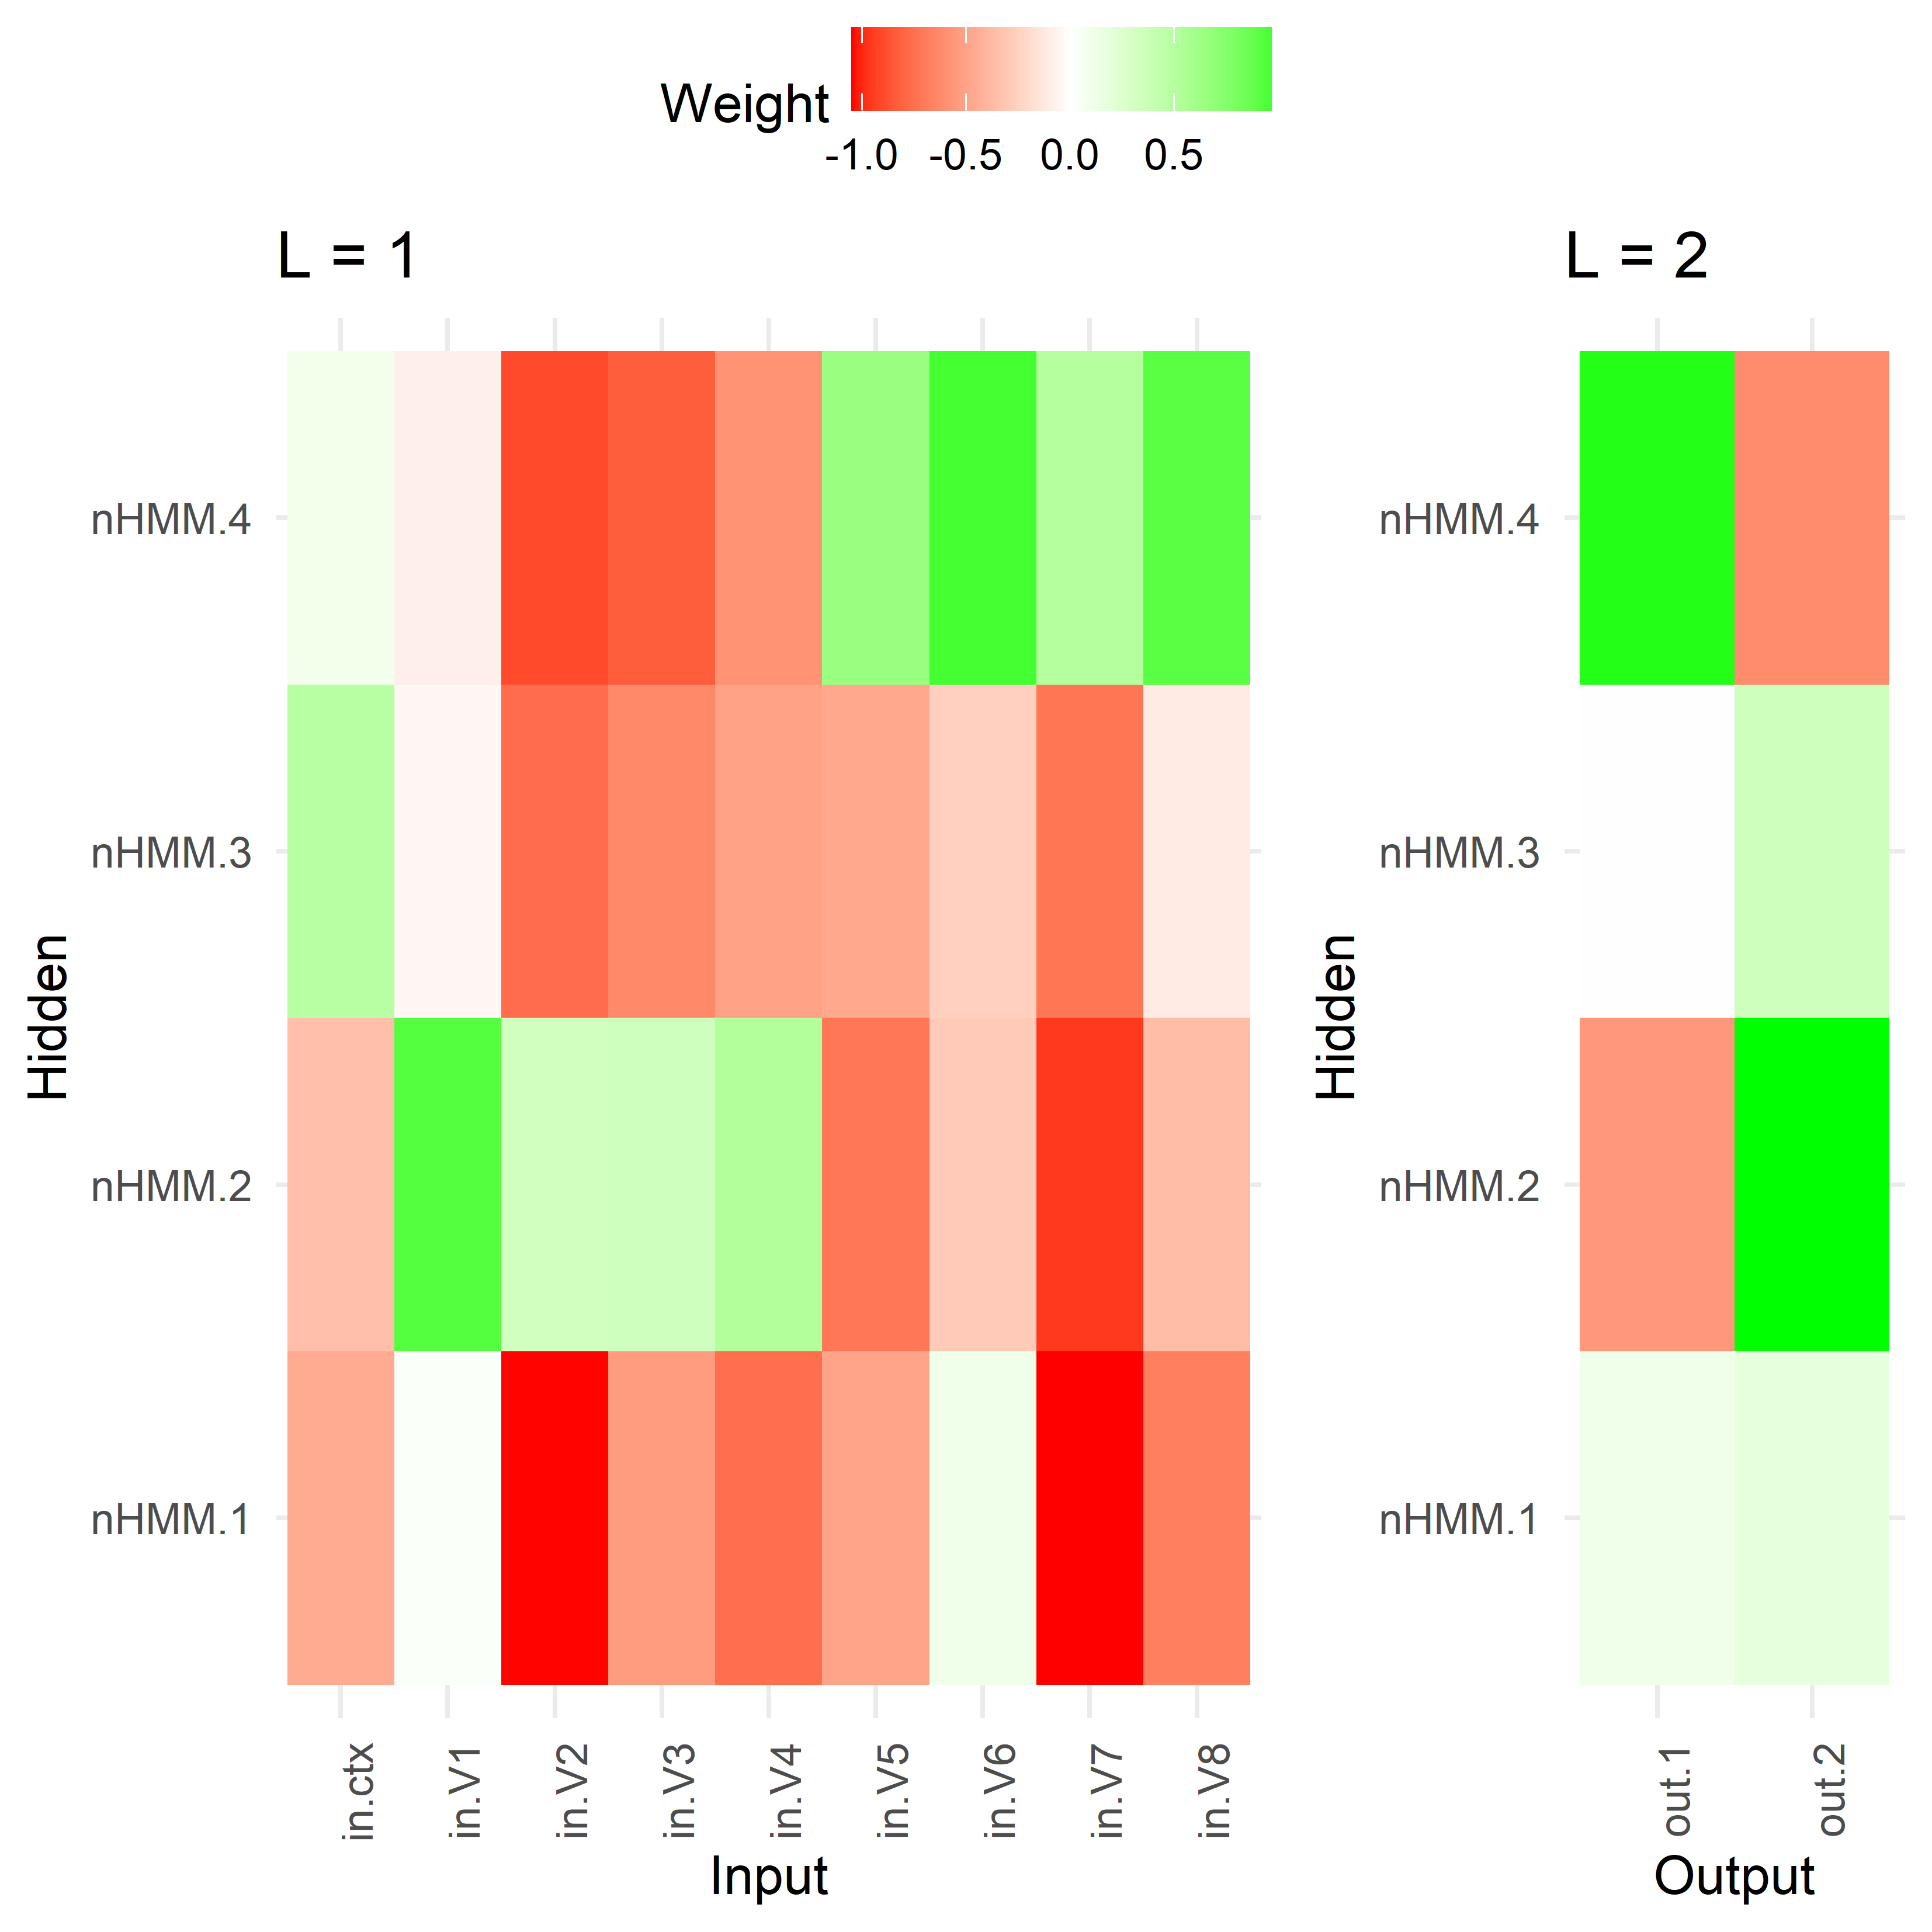 Weight
-1.0 -0.5 0.0 0.5
L = 1
L = 2
Hidden
nHMM.4
nHMM.3
nHMM.2
nHMM.1
in.ctx in.V1 in.V2 in.V3 in.V4 in.V5 in.V6 in.V7 in.V8
Input
Hidden
nHMM.4
nHMM.3
nHMM.2
nHMM.1
out.1 out.2
Output